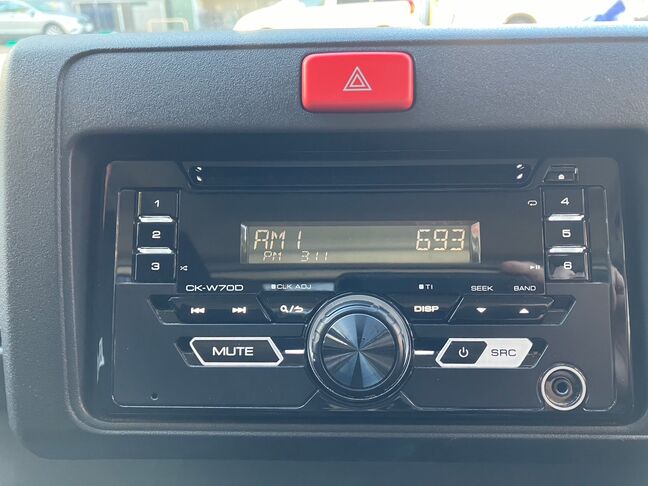 1
2
3
4
5
6
AM1 693
PM 3:11
CK-W70D CLK ADJ TI SEEK BAND
DISP
MUTE
SRC